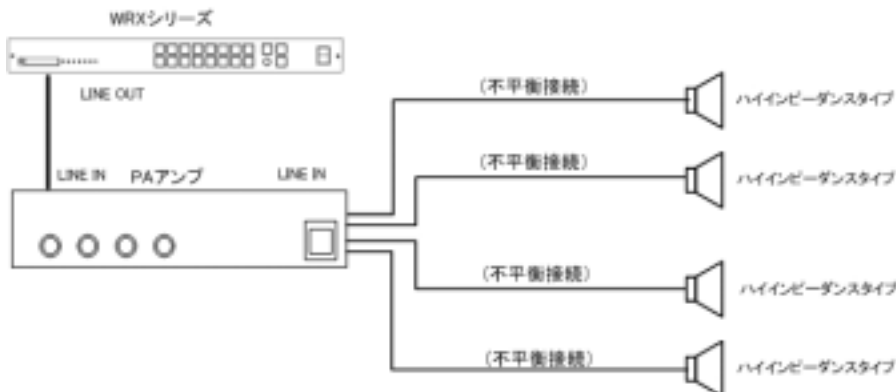 WRXシリーズ
LINE OUT
(不平衡接続)
ハイインピーダンスタイプ
(不平衡接続)
ハイインピーダンスタイプ
LINE IN PAアンプ LINE IN
(不平衡接続)
ハイインピーダンスタイプ
(不平衡接続)
ハイインピーダンスタイプ